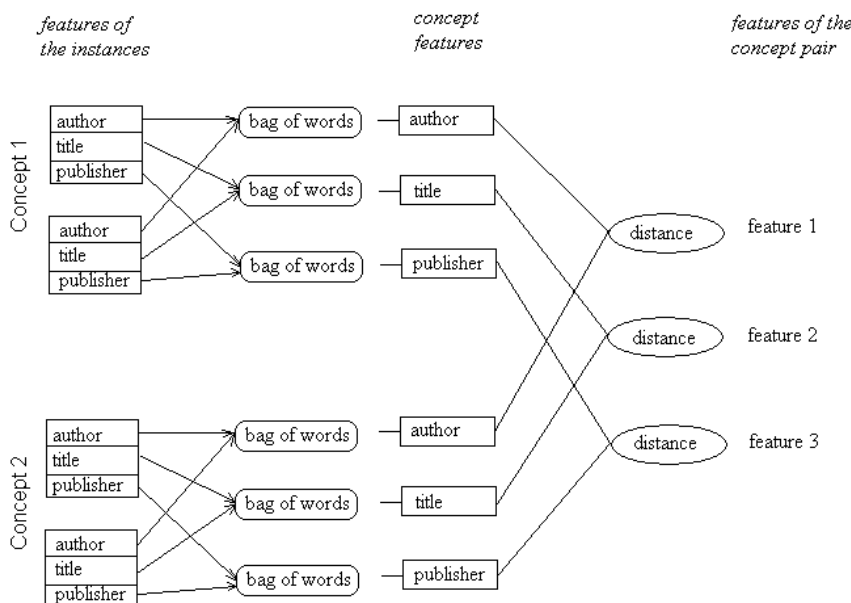 features of
the instances
concept
features
features of the
concept pair
Concept 1
author
title
publisher
author
title
publisher
bag of words
bag of words
bag of words
author
title
publisher
distance
feature 1
distance
feature 2
distance
feature 3
Concept 2
author
title
publisher
author
title
publisher
bag of words
bag of words
bag of words
author
title
publisher